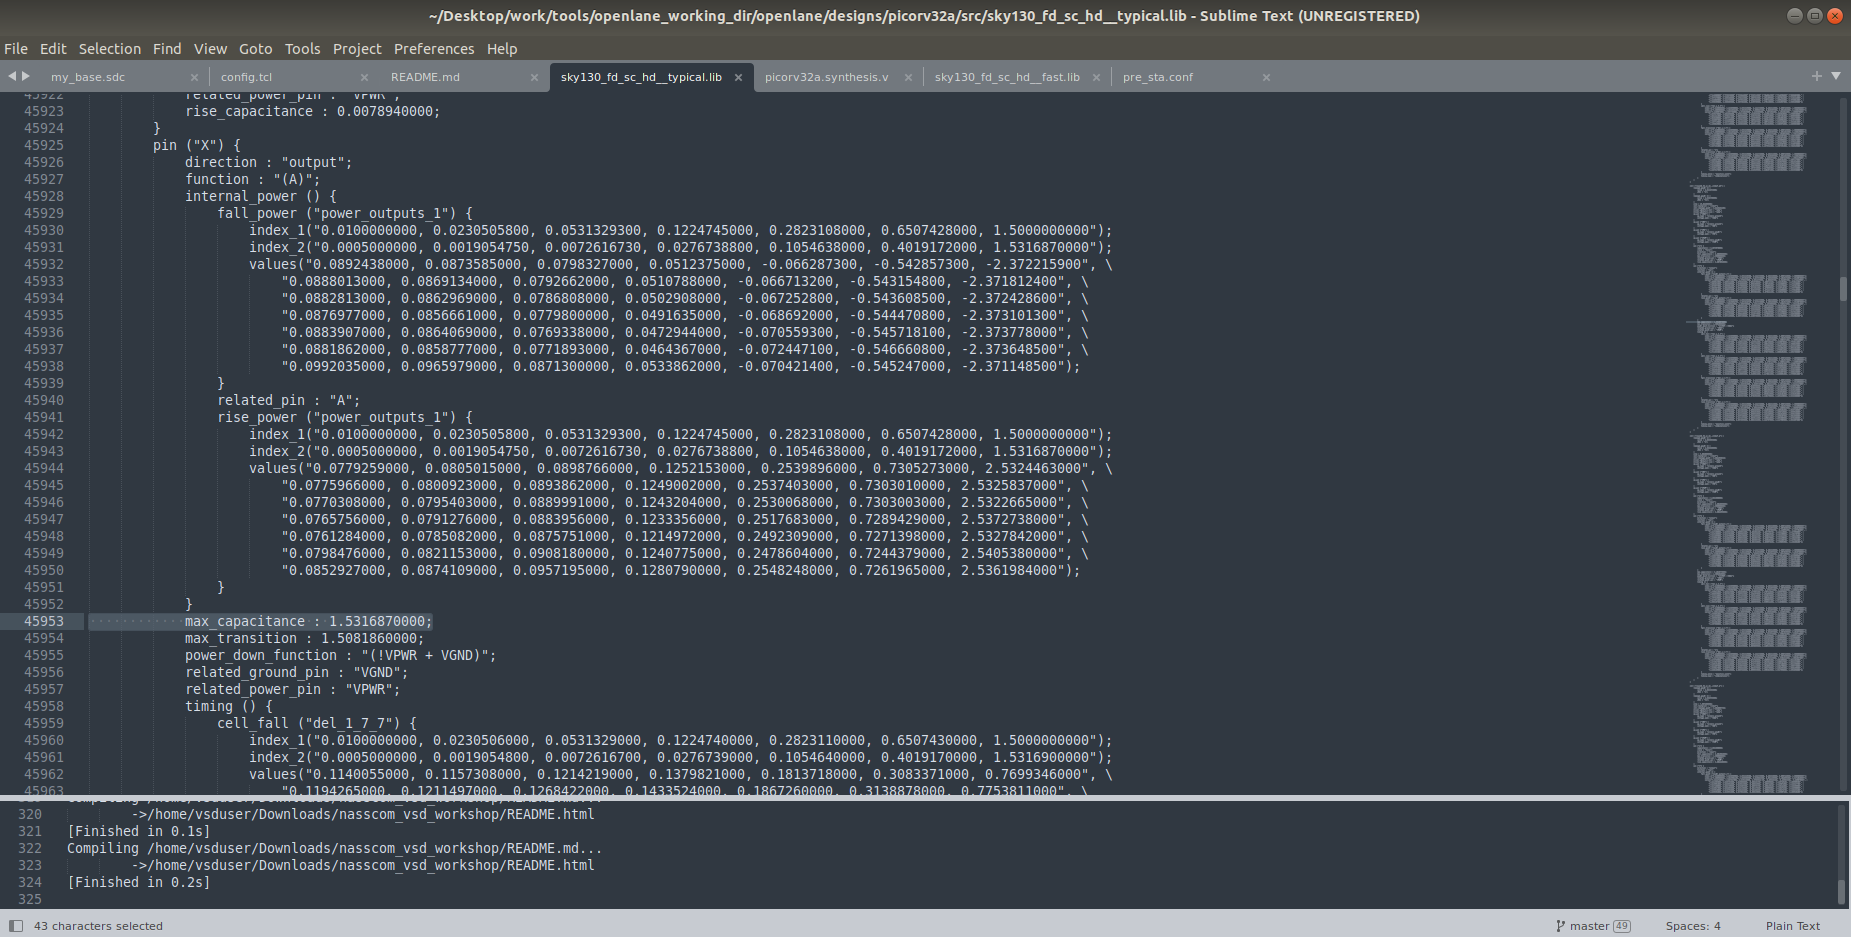 ~/Desktop/work/tools/openlane_working_dir/openlane/designs/picorv32a/src/sky130_fd_sc_hd__typical.lib - Sublime Text (UNREGISTERED)
File Edit Selection Find View Goto Tools Project Preferences Help
my_base.sdc config.tcl README.md sky130_fd_sc_hd__typical.lib picorv32a.synthesis.v sky130_fd_sc_hd__fast.lib pre_sta.conf
45922 related_power_pin : "VPWR";
45923 rise_capacitance : 0.0078940000;
45924 }
45925 pin ("X") {
45926 direction : "output";
45927 function : "(A)";
45928 internal_power () {
45929 fall_power ("power_outputs_1") {
45930 index_1("0.0100000000, 0.0230505800, 0.0531329300, 0.1224745000, 0.2823108000, 0.6507428000, 1.5000000000");
45931 index_2("0.0005000000, 0.0019054750, 0.0072616730, 0.0276738800, 0.1054638000, 0.4019172000, 1.5316870000");
45932 values("0.0892438000, 0.0873585000, 0.0798327000, 0.0512375000, -0.066287300, -0.542857300, -2.372215900", \
45933 "0.0888013000, 0.0869134000, 0.0792662000, 0.0510788000, -0.066713200, -0.543154800, -2.371812400", \
45934 "0.0882813000, 0.0862969000, 0.0786808000, 0.0502908000, -0.067252800, -0.543608500, -2.372428600", \
45935 "0.0876977000, 0.0856661000, 0.0779800000, 0.0491635000, -0.068692000, -0.544470800, -2.373101300", \
45936 "0.0883907000, 0.0864069000, 0.0769338000, 0.0472944000, -0.070559300, -0.545718100, -2.373778000", \
45937 "0.0881862000, 0.0858777000, 0.0771893000, 0.0464367000, -0.072447100, -0.546660800, -2.373648500", \
45938 "0.0992035000, 0.0965979000, 0.0871300000, 0.0533862000, -0.070421400, -0.545247000, -2.371148500");
45939 }
45940 related_pin : "A";
45941 rise_power ("power_outputs_1") {
45942 index_1("0.0100000000, 0.0230505800, 0.0531329300, 0.1224745000, 0.2823108000, 0.6507428000, 1.5000000000");
45943 index_2("0.0005000000, 0.0019054750, 0.0072616730, 0.0276738800, 0.1054638000, 0.4019172000, 1.5316870000");
45944 values("0.0779259000, 0.0805015000, 0.0898766000, 0.1252153000, 0.2539896000, 0.7305273000, 2.5324463000", \
45945 "0.0775966000, 0.0800923000, 0.0893862000, 0.1249002000, 0.2537403000, 0.7303010000, 2.5325837000", \
45946 "0.0770308000, 0.0795403000, 0.0889991000, 0.1243204000, 0.2530068000, 0.7303003000, 2.5322665000", \
45947 "0.0765756000, 0.0791276000, 0.0883956000, 0.1233356000, 0.2517683000, 0.7289429000, 2.5372738000", \
45948 "0.0761284000, 0.0785082000, 0.0875751000, 0.1214972000, 0.2492309000, 0.7271398000, 2.5327842000", \
45949 "0.0798476000, 0.0821153000, 0.0908180000, 0.1240775000, 0.2478604000, 0.7244379000, 2.5405380000", \
45950 "0.0852927000, 0.0874109000, 0.0957195000, 0.1280790000, 0.2548248000, 0.7261965000, 2.5361984000");
45951 }
45952 }
45953 max_capacitance : 1.5316870000;
45954 max_transition : 1.5081860000;
45955 power_down_function : "(!VPWR + VGND)";
45956 related_ground_pin : "VGND";
45957 related_power_pin : "VPWR";
45958 timing () {
45959 cell_fall ("del_1_7_7") {
45960 index_1("0.0100000000, 0.0230506000, 0.0531329000, 0.1224740000, 0.2823110000, 0.6507430000, 1.5000000000");
45961 index_2("0.0005000000, 0.0019054800, 0.0072616700, 0.0276739000, 0.1054640000, 0.4019170000, 1.5316900000");
45962 values("0.1140055000, 0.1157308000, 0.1214219000, 0.1379821000, 0.1813718000, 0.3083371000, 0.7699346000", \
45963 "0.1194265000, 0.1211497000, 0.1268422000, 0.1433524000, 0.1867260000, 0.3138878000, 0.7753811000", \
319 Compiling /home/vsduser/Downloads/nasscom_vsd_workshop/README.md...
320 ->/home/vsduser/Downloads/nasscom_vsd_workshop/README.html
321 [Finished in 0.1s]
322 Compiling /home/vsduser/Downloads/nasscom_vsd_workshop/README.md...
323 ->/home/vsduser/Downloads/nasscom_vsd_workshop/README.html
324 [Finished in 0.2s]
325
43 characters selected master 49 Spaces: 4 Plain Text